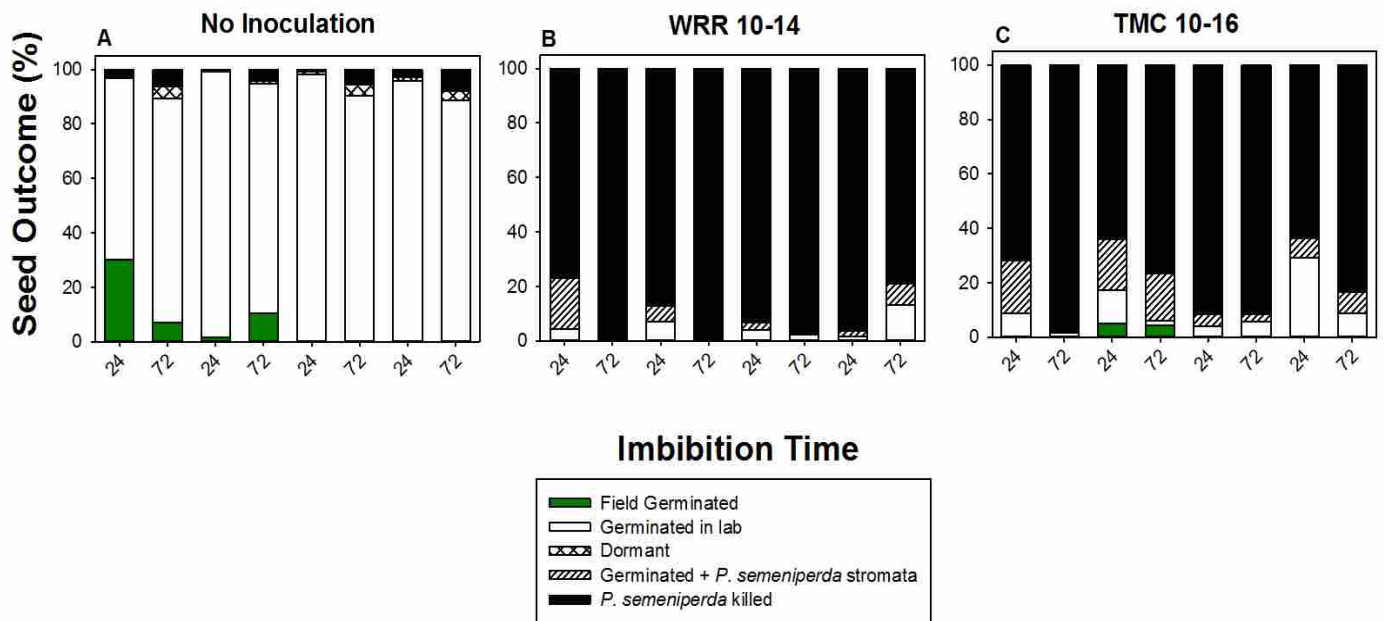 No Inoculation
WRR 10-14
TMC 10-16
A
B
C
Seed Outcome (%)
100
80
60
40
20
0
100
80
60
40
20
0
100
80
60
40
20
0
24 72 24 72 24 72 24 72
24 72 24 72 24 72 24 72
24 72 24 72 24 72 24 72
Imbibition Time
Field Germinated
Germinated in lab
Dormant
Germinated + P. semeniperda stromata
P. semeniperda killed